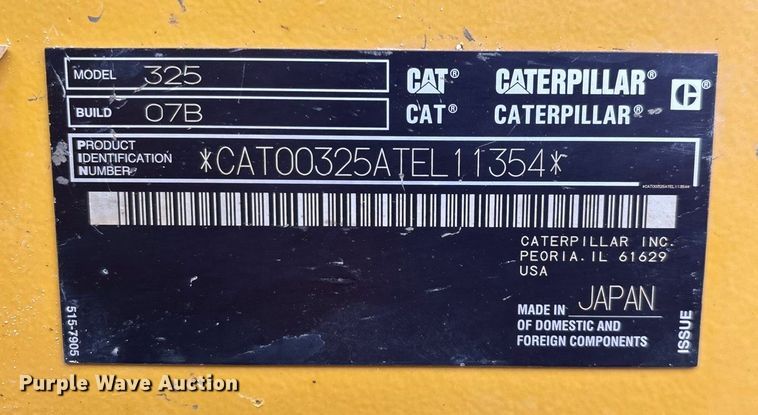 MODEL 325 CAT® CATERPILLAR®
BUILD 07B CAT® CATERPILLAR®
PRODUCT
IDENTIFICATION
NUMBER
*CAT00325ATEL11354*
*CAT00325ATEL11354*
CATERPILLAR INC.
PEORIA.IL 61629
USA
MADE IN JAPAN
OF DOMESTIC AND
FOREIGN COMPONENTS
515-7905
ISSUE
Purple Wave Auction